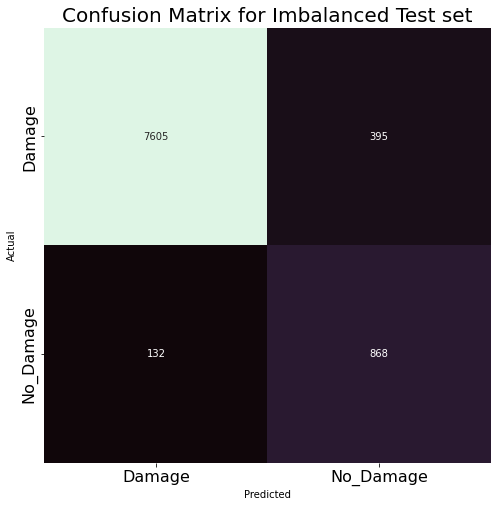 Confusion Matrix for Imbalanced Test set
Damage
7605
395
Actual
No_Damage
132
868
Damage
No_Damage
Predicted